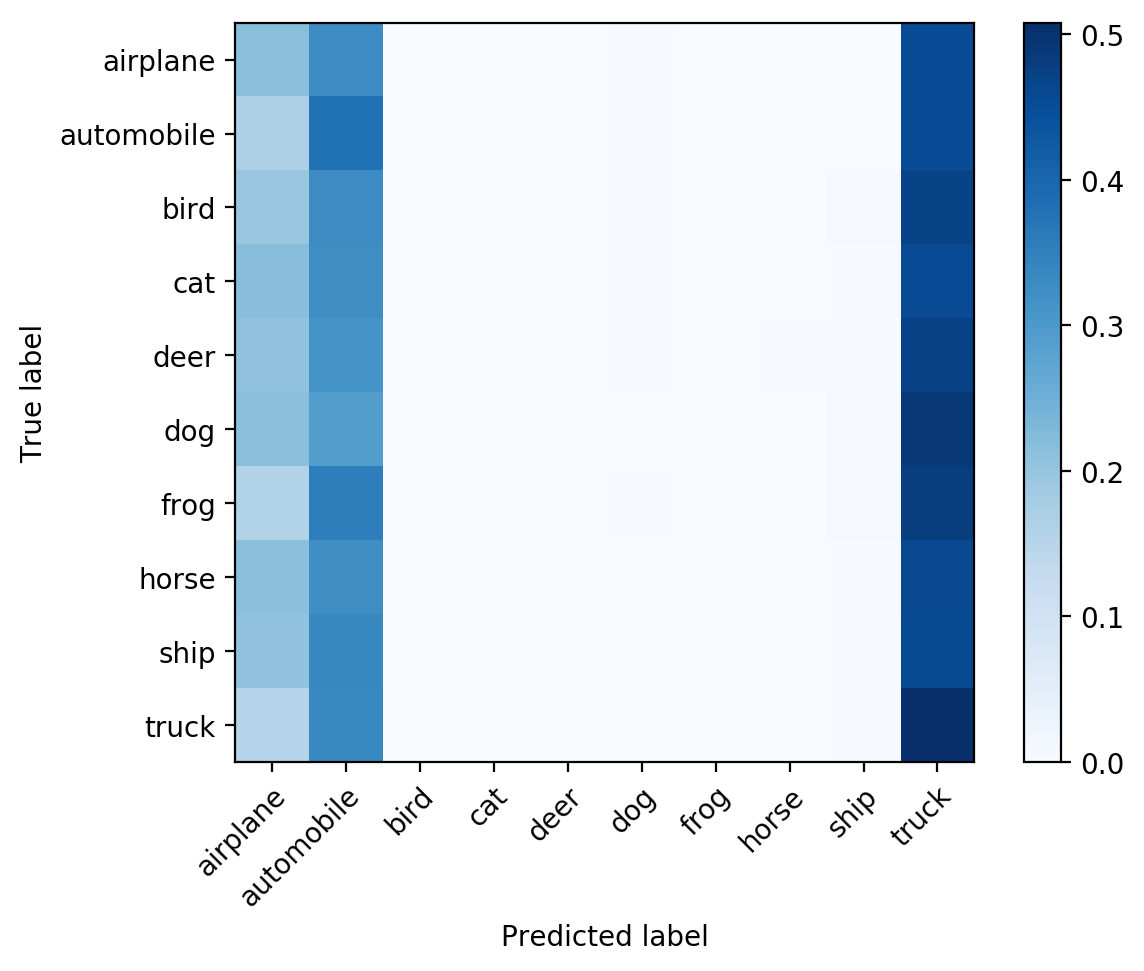 True label
airplane
automobile
bird
cat
deer
dog
frog
horse
ship
truck
airplane
automobile
bird
cat
deer
dog
frog
horse
ship
truck
Predicted label
0.5
0.4
0.3
0.2
0.1
0.0